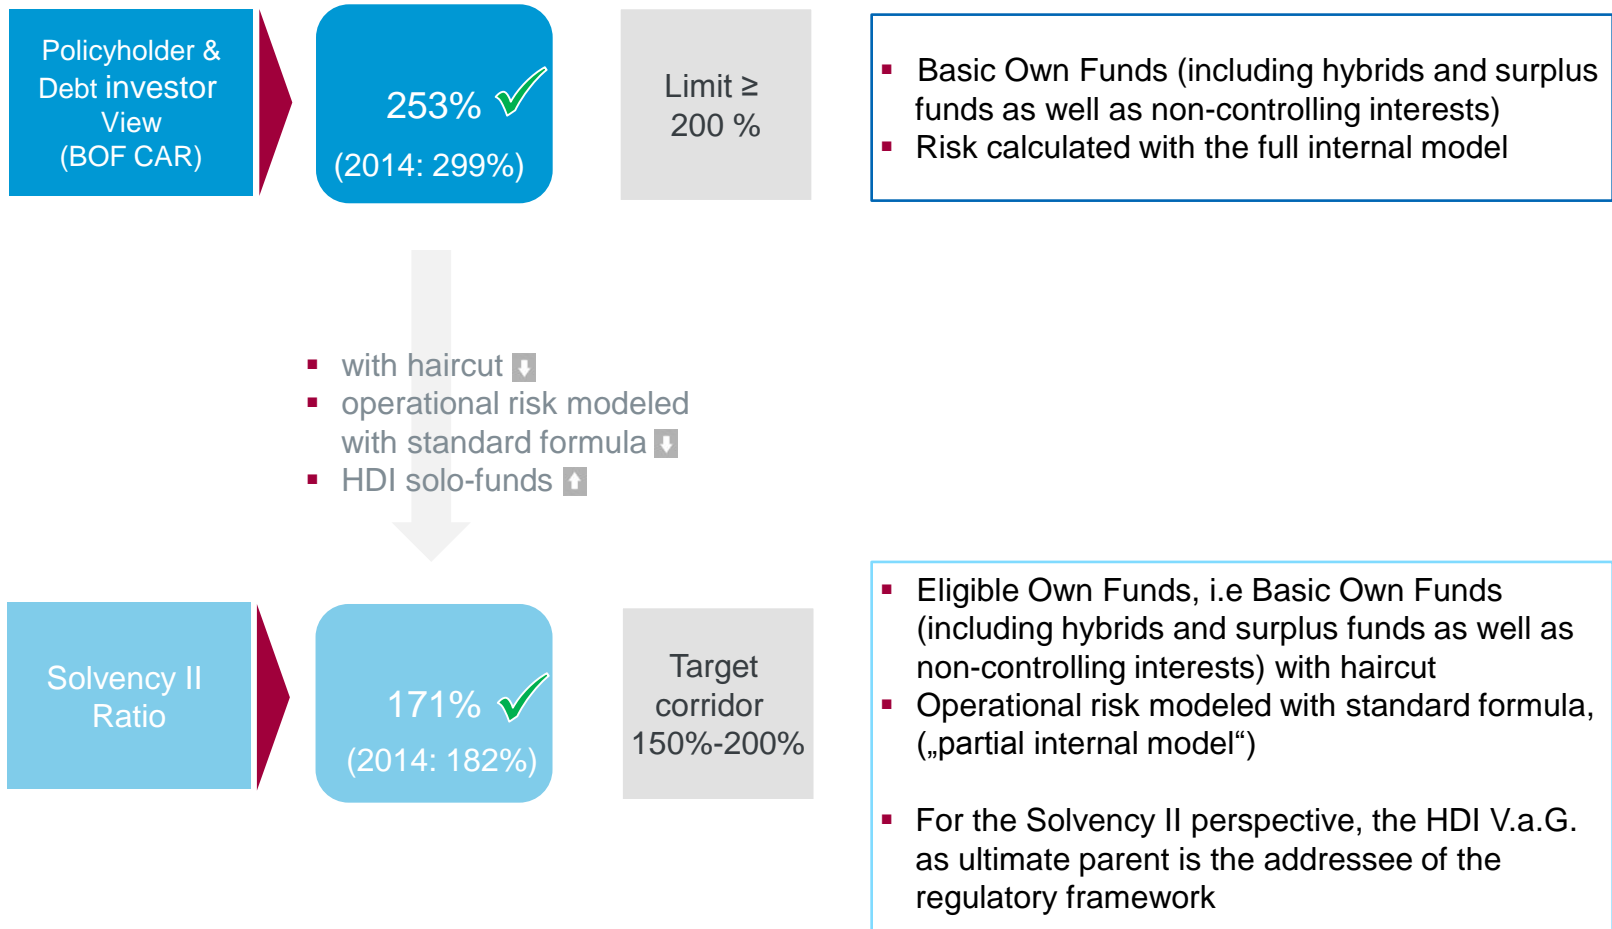 Policyholder &
Debt investor
View
(BOF CAR)
253%
(2014: 299%)
Limit ≥
200 %
▪ Basic Own Funds (including hybrids and surplus
funds as well as non-controlling interests)
▪ Risk calculated with the full internal model
▪ with haircut
▪ operational risk modeled
with standard formula
▪ HDI solo-funds
Solvency II
Ratio
171%
(2014: 182%)
Target
corridor
150%-200%
▪ Eligible Own Funds, i.e Basic Own Funds
(including hybrids and surplus funds as well as
non-controlling interests) with haircut
▪ Operational risk modeled with standard formula,
(„partial internal model“)
▪ For the Solvency II perspective, the HDI V.a.G.
as ultimate parent is the addressee of the
regulatory framework